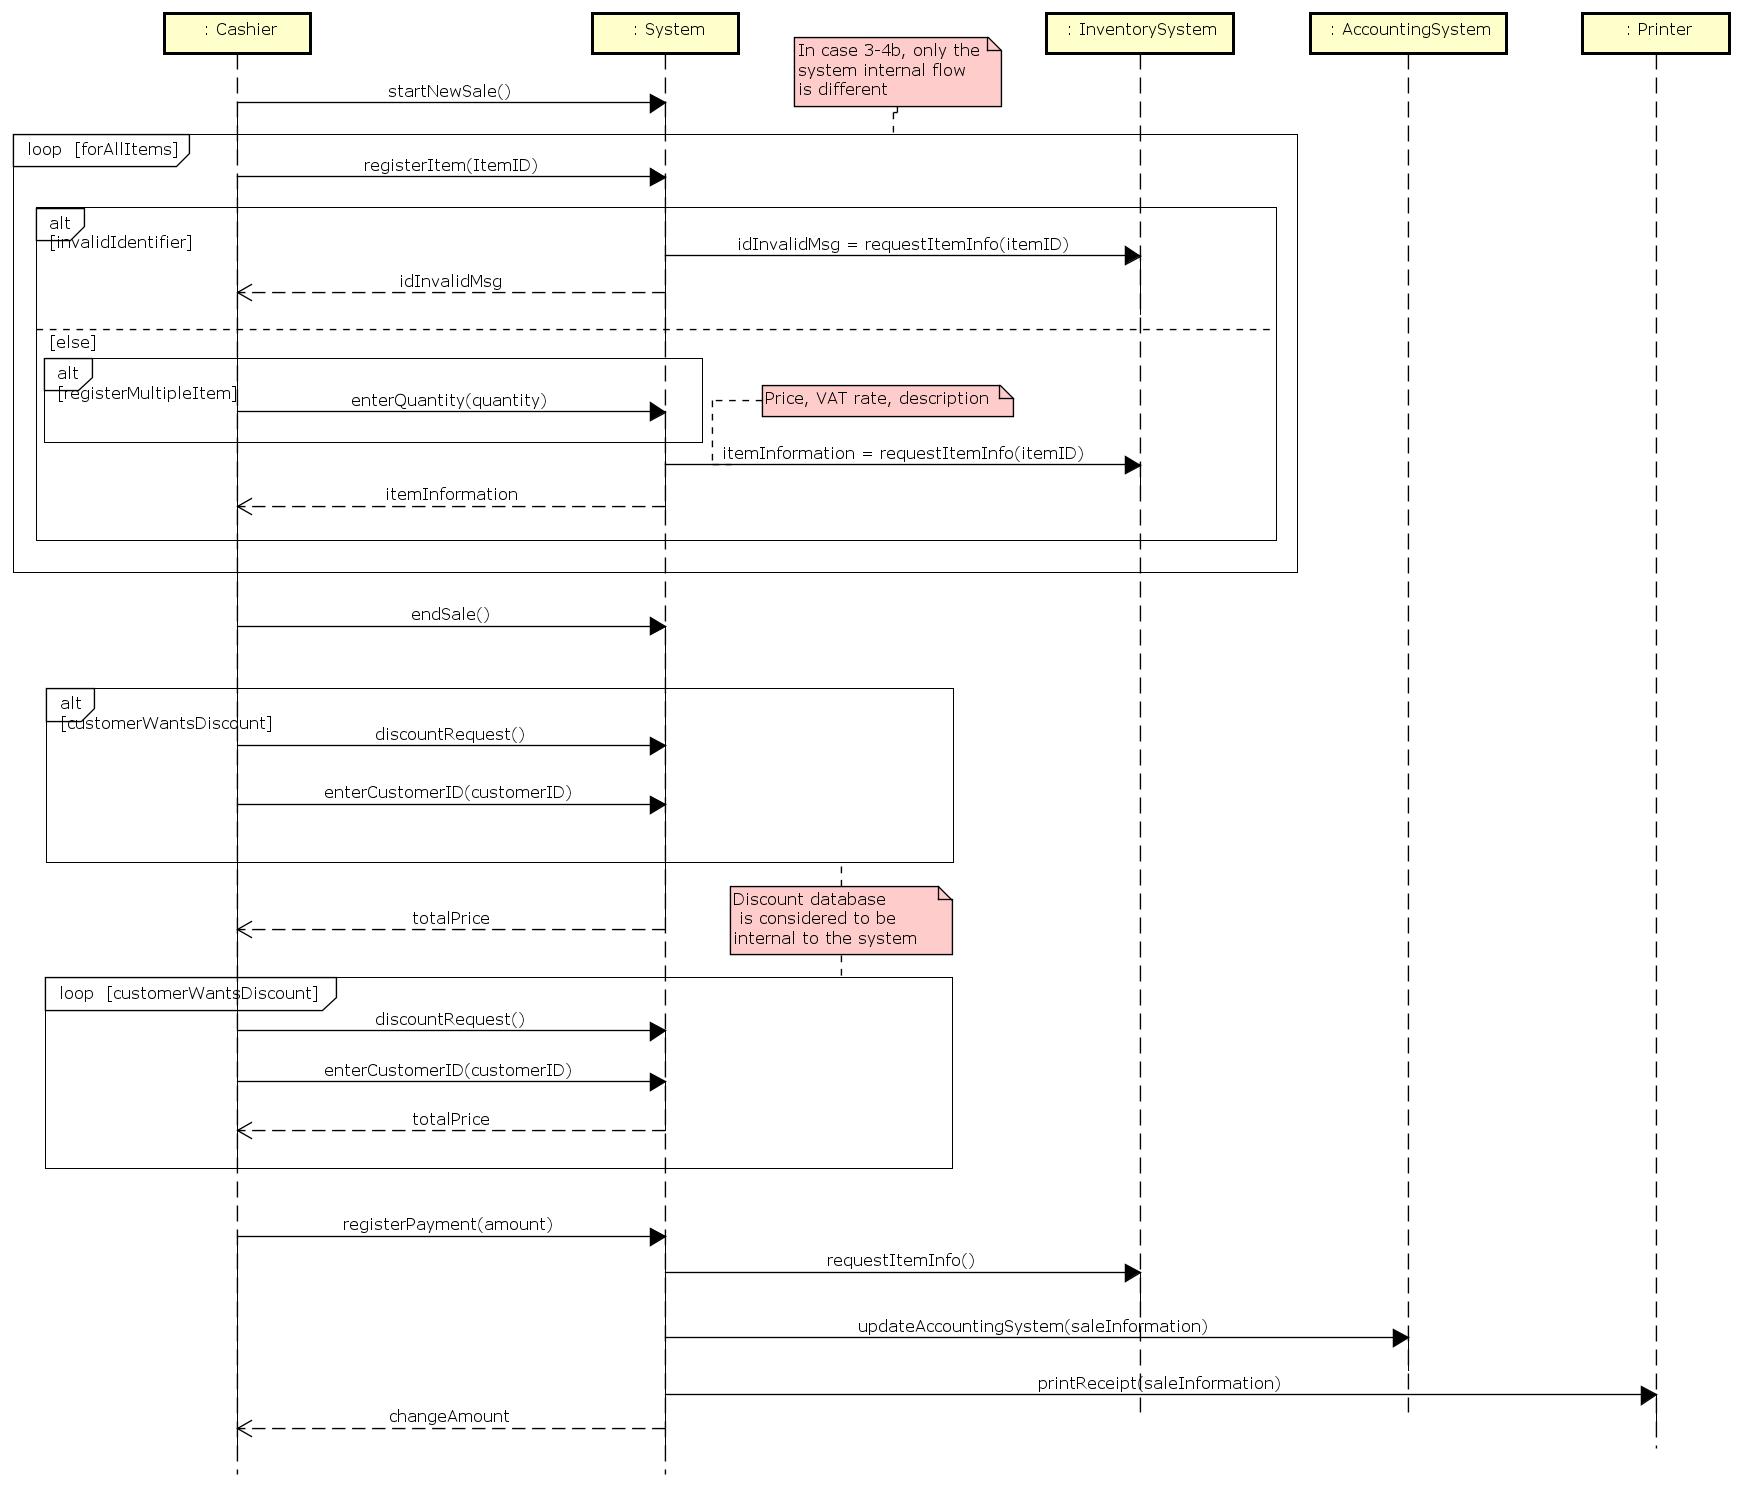 : Cashier
: System
: InventorySystem
: AccountingSystem
: Printer
In case 3-4b, only the
system internal flow
is different
startNewSale()
loop [forAllItems]
registerItem(ItemID)
alt
[invalidIdentifier]
idInvalidMsg = requestItemInfo(itemID)
idInvalidMsg
[else]
alt
[registerMultipleItem]
enterQuantity(quantity)
Price, VAT rate, description
itemInformation = requestItemInfo(itemID)
itemInformation
endSale()
alt
[customerWantsDiscount]
discountRequest()
enterCustomerID(customerID)
Discount database
is considered to be
internal to the system
totalPrice
loop [customerWantsDiscount]
discountRequest()
enterCustomerID(customerID)
totalPrice
registerPayment(amount)
requestItemInfo()
updateAccountingSystem(saleInformation)
printReceipt(saleInformation)
changeAmount